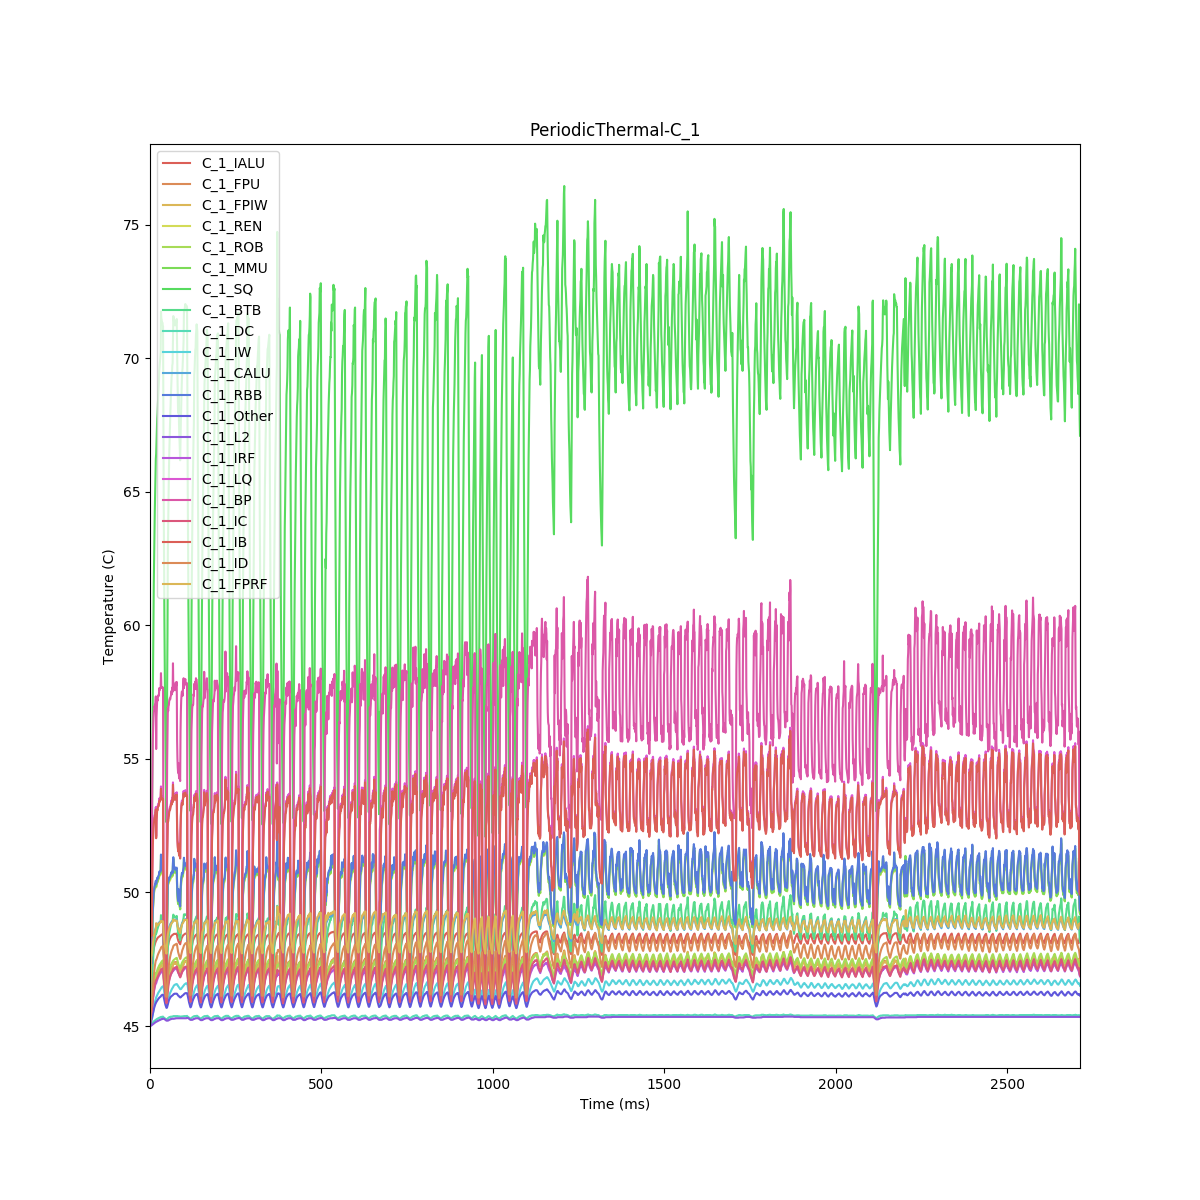 PeriodicThermal-C_1
C_1_IALU
C_1_FPU
C_1_FPIW
C_1_REN
C_1_ROB
C_1_MMU
C_1_SQ
C_1_BTB
C_1_DC
C_1_IW
C_1_CALU
C_1_RBB
C_1_Other
C_1_L2
C_1_IRF
C_1_LQ
C_1_BP
C_1_IC
C_1_IB
C_1_ID
C_1_FPRF
75
70
65
60
55
50
45
Temperature (C)
0 500 1000 1500 2000 2500
Time (ms)